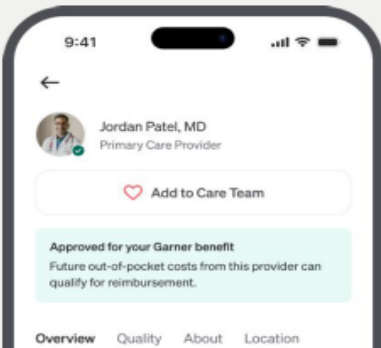 9:41
Jordan Patel, MD
Primary Care Provider
Add to Care Team
Approved for your Garner benefit
Future out-of-pocket costs from this provider can
qualify for reimbursement.
Overview Quality About Location